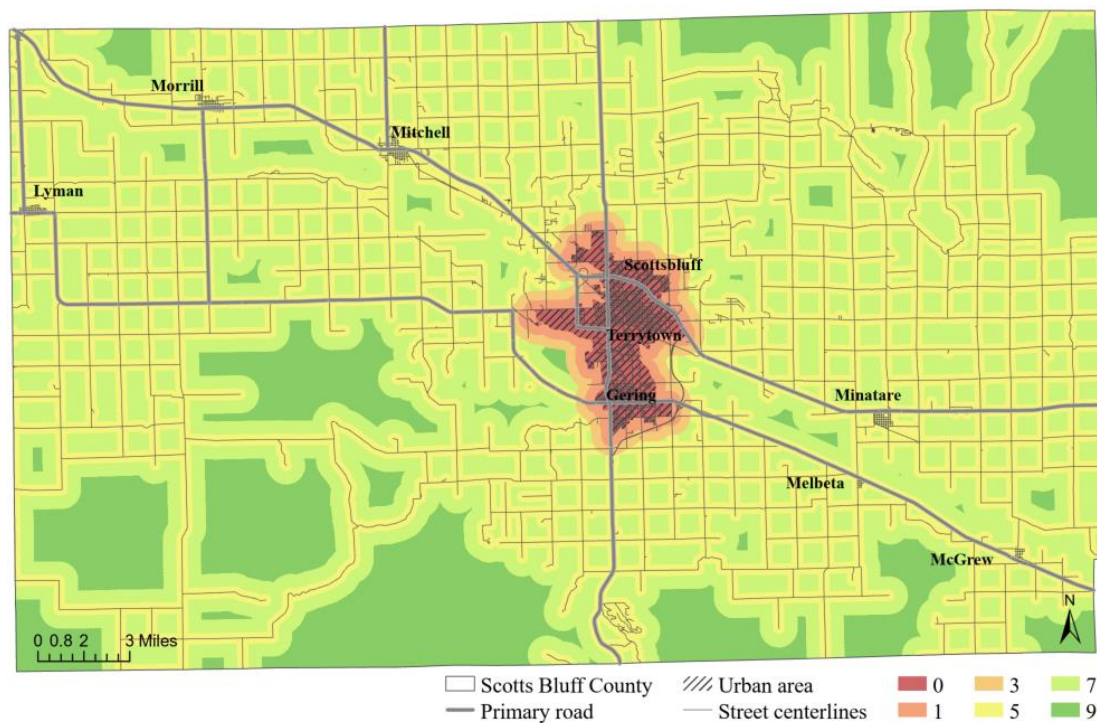 Morrill
Mitchell
Lyman
Scottsbluff
Terrytown
Gering
Minatare
Melbeta
McGrew
N
0 0.8 2 3 Miles
Scotts Bluff County Urban area 0 3 7
Primary road Street centerlines 1 5 9